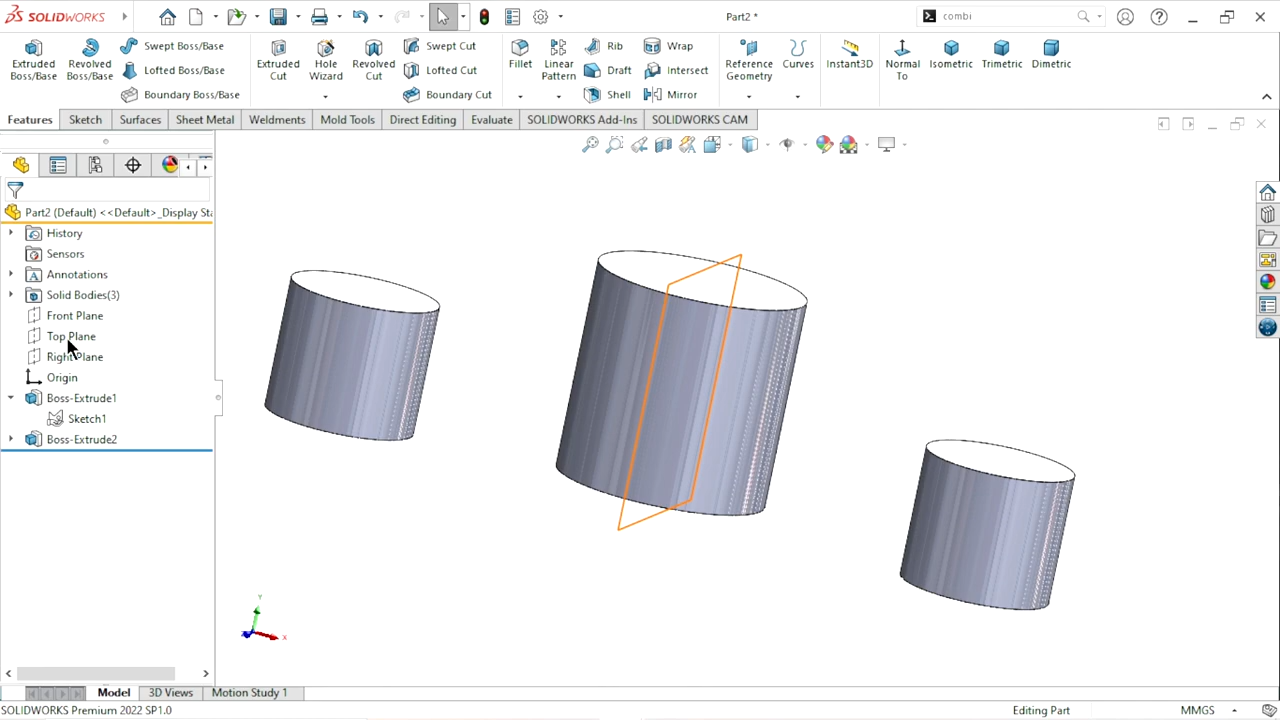 SOLIDWORKS
Part2 *
combi
Extruded Boss/Base
Revolved Boss/Base
Swept Boss/Base
Lofted Boss/Base
Boundary Boss/Base
Extruded Cut
Hole Wizard
Revolved Cut
Swept Cut
Lofted Cut
Boundary Cut
Fillet
Linear Pattern
Rib
Draft
Shell
Wrap
Intersect
Mirror
Reference Geometry
Curves
Instant3D
Normal To
Isometric
Trimetric
Dimetric
Features
Sketch
Surfaces
Sheet Metal
Weldments
Mold Tools
Direct Editing
Evaluate
SOLIDWORKS Add-Ins
SOLIDWORKS CAM
Part2 (Default) <<Default>_Display Sta
History
Sensors
Annotations
Solid Bodies(3)
Front Plane
Top Plane
Right Plane
Origin
Boss-Extrude1
Sketch1
Boss-Extrude2
Y
X
Model
3D Views
Motion Study 1
SOLIDWORKS Premium 2022 SP1.0
Editing Part
MMGS